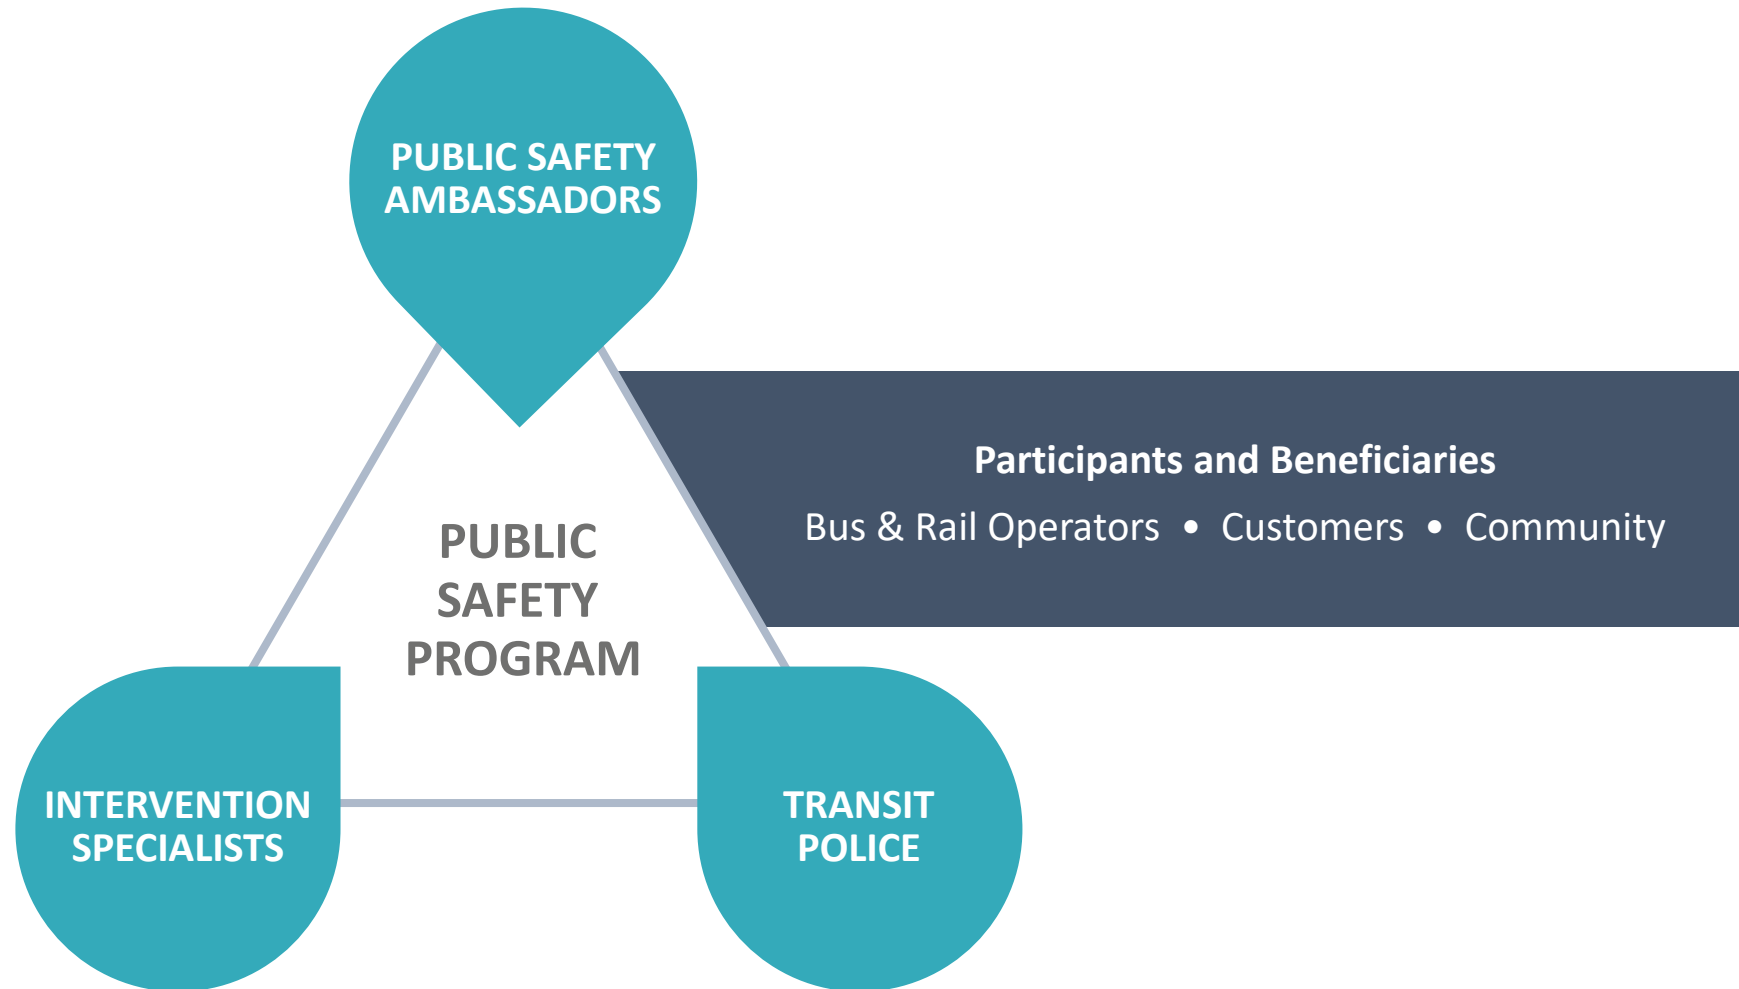 PUBLIC SAFETY
AMBASSADORS
Participants and Beneficiaries
Bus & Rail Operators • Customers • Community
PUBLIC
SAFETY
PROGRAM
INTERVENTION
SPECIALISTS
TRANSIT
POLICE